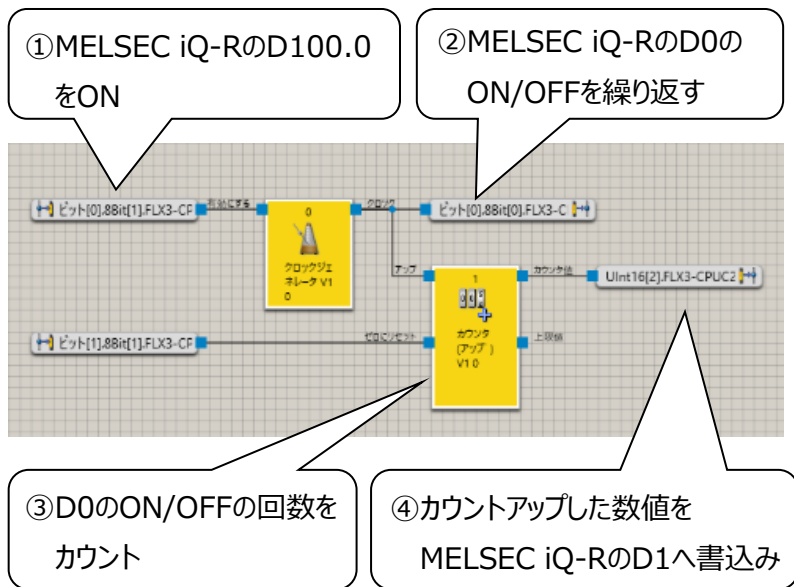 ①MELSEC iQ-RのD100.0
をON
②MELSEC iQ-RのD0の
ON/OFFを繰り返す
ビット[0].8Bit[1].FLX3-CF
有効にする
0
クロックジェ
ネレータ V1
0
クロック
ビット[0].8Bit[0].FLX3-C
アップ
1
カウンタ
(アップ )
V1 0
カウンタ値
UInt16[2].FLX3-CPUC2
ビット[1].8Bit[1].FLX3-CF
ゼロにリセット
上限値
③D0のON/OFFの回数を
カウント
④カウントアップした数値を
MELSEC iQ-RのD1へ書込み